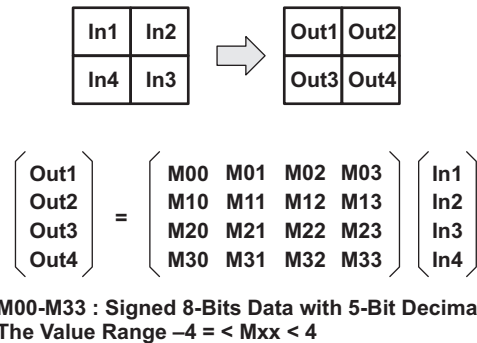 In1 In2 Out1 Out2
In4 In3 Out3 Out4
Out1 M00 M01 M02 M03 In1
Out2 M10 M11 M12 M13 In2
= 
Out3 M20 M21 M22 M23 In3
Out4 M30 M31 M32 M33 In4
M00-M33 : Signed 8-Bits Data with 5-Bit Decima
The Value Range –4 = < Mxx < 4